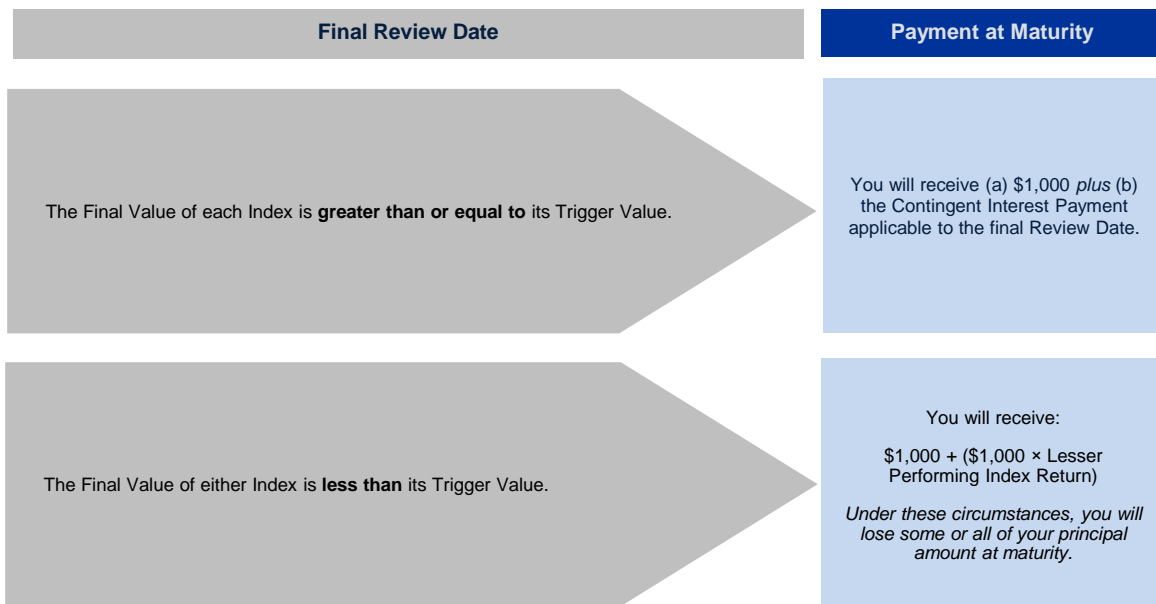 Final Review Date
Payment at Maturity
The Final Value of each Index is greater than or equal to its Trigger Value.
You will receive (a) $1,000 plus (b)
the Contingent Interest Payment
applicable to the final Review Date.
The Final Value of either Index is less than its Trigger Value.
You will receive:
$1,000 + ($1,000 × Lesser
Performing Index Return)
Under these circumstances, you will
lose some or all of your principal
amount at maturity.